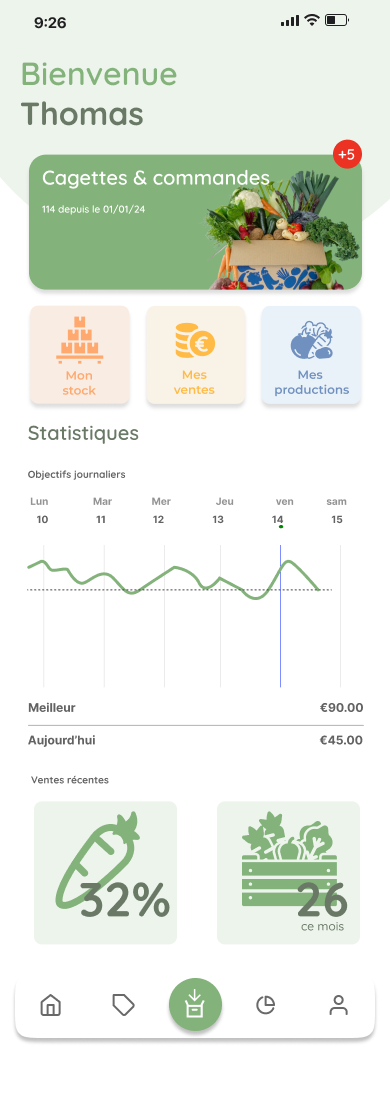 9:26
Bienvenue
Thomas
+5
Cagettes & commandes
114 depuis le 01/01/24
Mon
stock
Mes
ventes
Mes
productions
Statistiques
Objectifs journaliers
Lun Mar Mer Jeu ven sam
10 11 12 13 14 15
Meilleur €90.00
Aujourd'hui €45.00
Ventes récentes
32% 26
ce mois